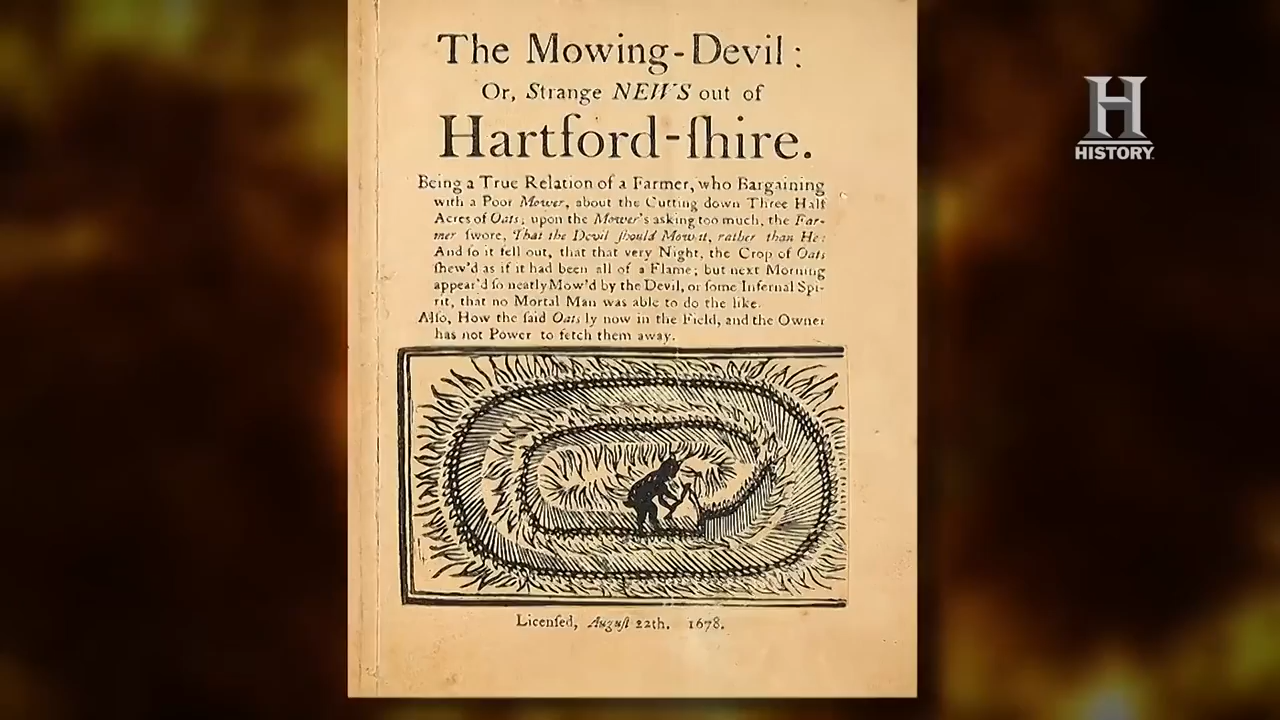 The Mowing-Devil:
Or, Strange NEWS out of
Hartford-ſhire.
Being a True Relation of a Farmer, who Bargaining
with a Poor Mower, about the Cutting down Three Half
Acres of Oats; upon the Mower's asking too much, the Far-
mer ſwore, That the Devil ſhould Mow it, rather than He:
And ſo it fell out, that that very Night, the Crop of Oats
ſhew'd as if it had been all of a Flame; but next Morning
appear'd ſo neatly Mow'd by the Devil, or ſome Infernal Spi-
rit, that no Mortal Man was able to do the like.
Alſo, How the ſaid Oats ly now in the Field, and the Owner
has not Power to fetch them away.
Licenſed, Auguſt 22th. 1678.
H
HISTORY